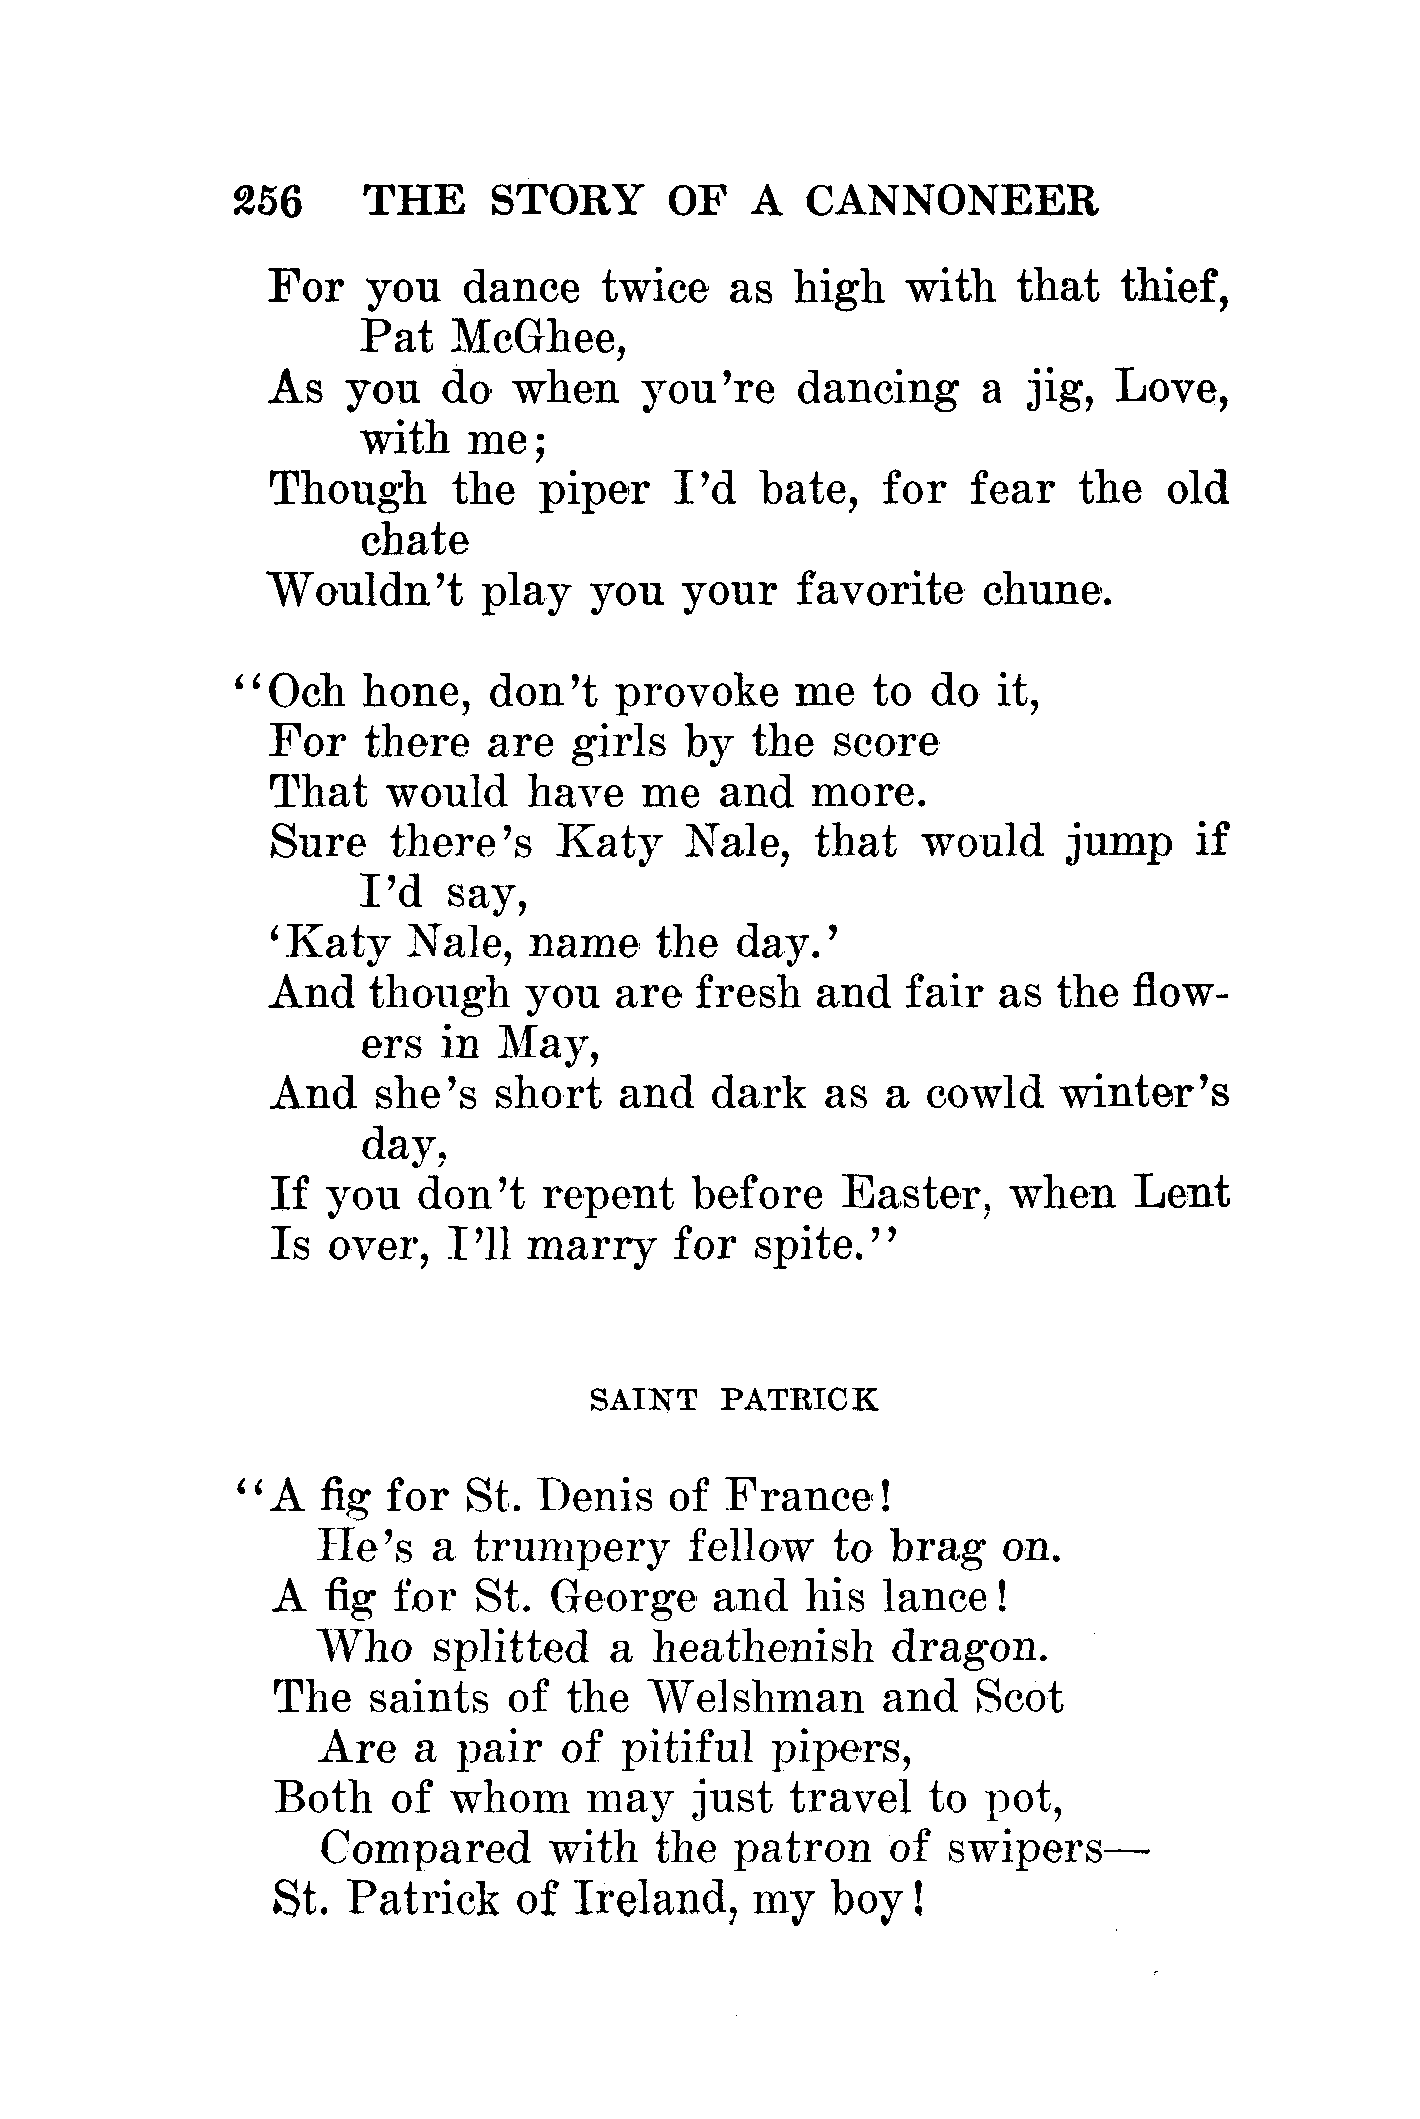 256 THE STORY OF A CANNONEER
For you dance twice as high with that thief,
Pat McGhee,
As you do when you're dancing a jig, Love,
with me;
Though the piper I'd bate, for fear the old
chate
Wouldn't play you your favorite chune.
"Och hone, don't provoke me to do it,
For there are girls by the score
That would have me and more.
Sure there's Katy Nale, that would jump if
I'd say,
'Katy Nale, name the day.'
And though you are fresh and fair as the flow-
ers in May,
And she's short and dark as a cowld winter's
day,
If you don't repent before Easter, when Lent
Is over, I'll marry for spite."
SAINT PATRICK
"A fig for St. Denis of France!
He's a trumpery fellow to brag on.
A fig for St. George and his lance!
Who splitted a heathenish dragon.
The saints of the Welshman and Scot
Are a pair of pitiful pipers,
Both of whom may just travel to pot,
Compared with the patron of swipers—
St. Patrick of Ireland, my boy!